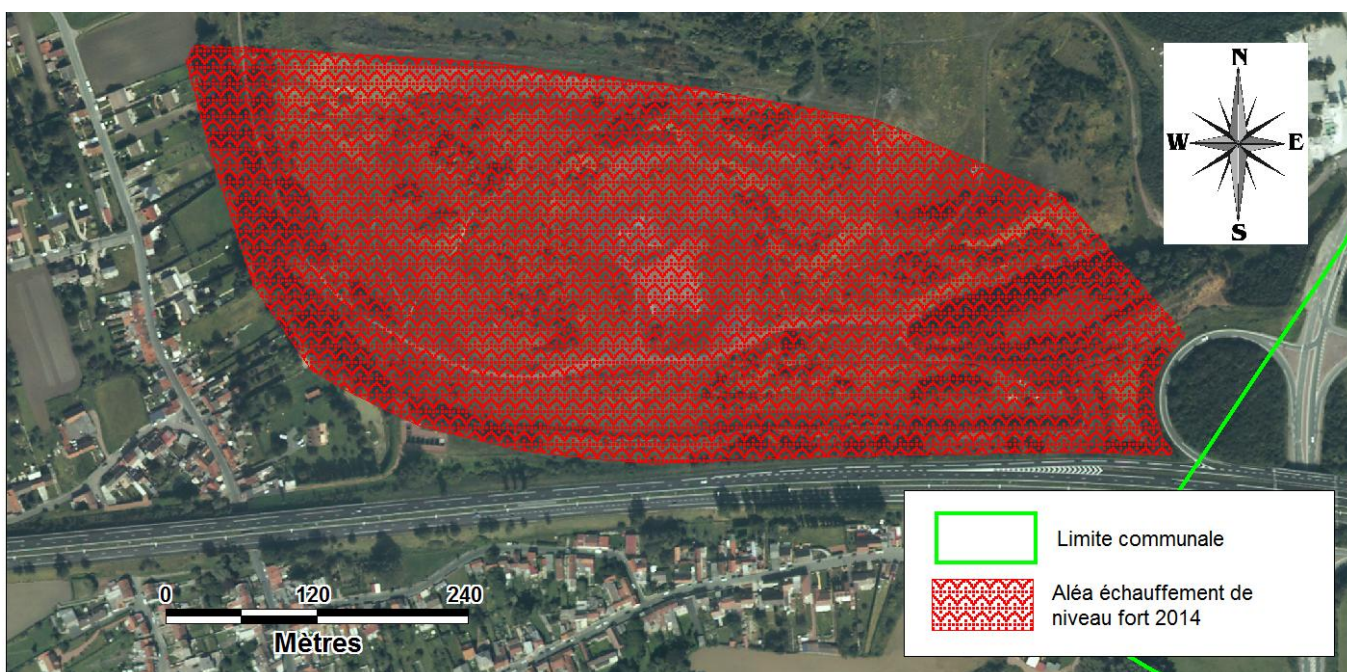 N
W E
S
0 120 240
Mètres
Limite communale
Aléa échauffement de
niveau fort 2014